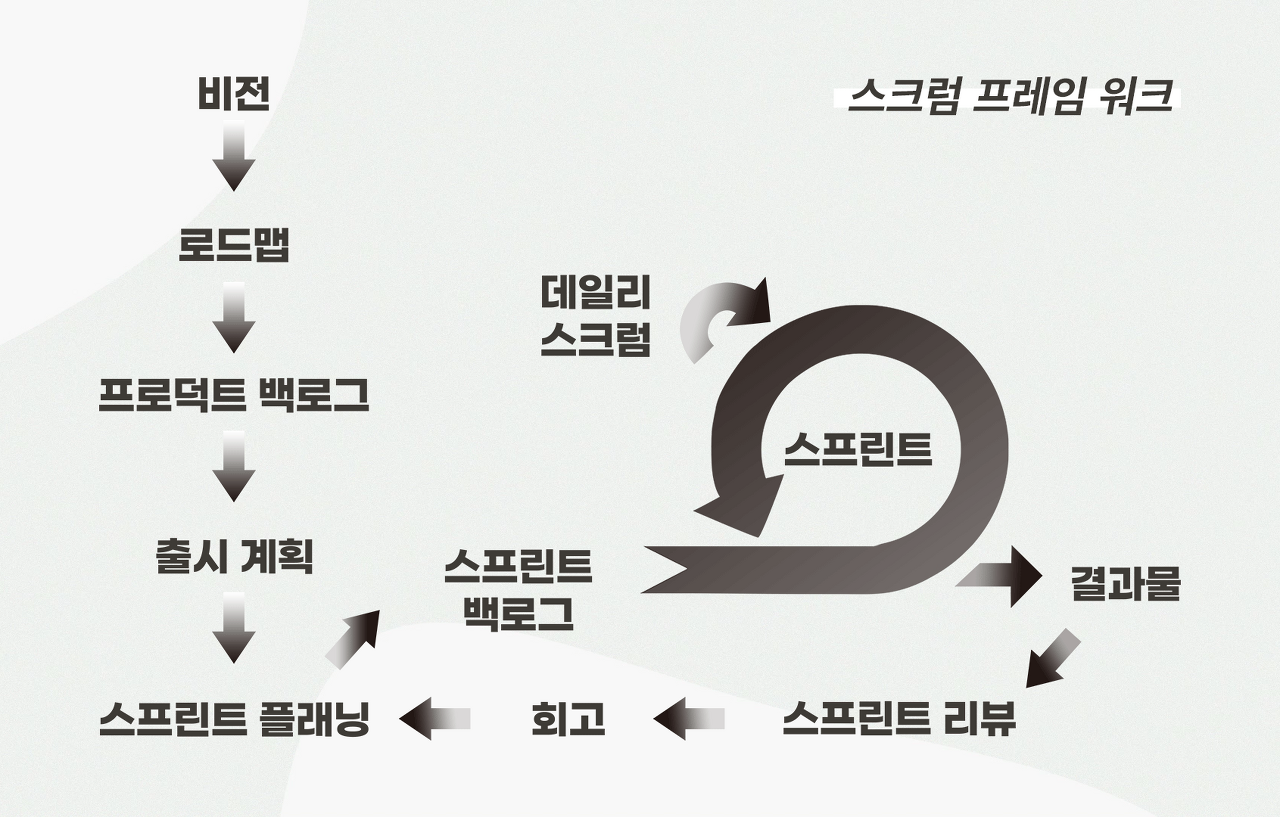 스크럼 프레임 워크
비전
로드맵
프로덕트 백로그
출시 계획
스프린트 플래닝
스프린트
백로그
데일리
스크럼
스프린트
결과물
스프린트 리뷰
회고